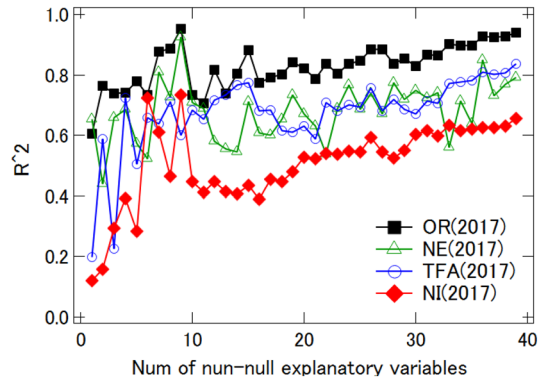 1.0
0.8
0.6
0.4
0.2
0.0
R^2
0 10 20 30 40
Num of nun-null explanatory variables
OR(2017)
NE(2017)
TFA(2017)
NI(2017)